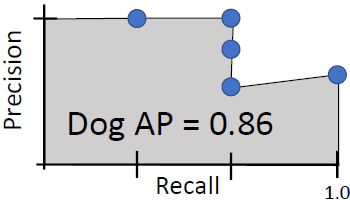 Precision
Dog AP = 0.86
Recall
1.0